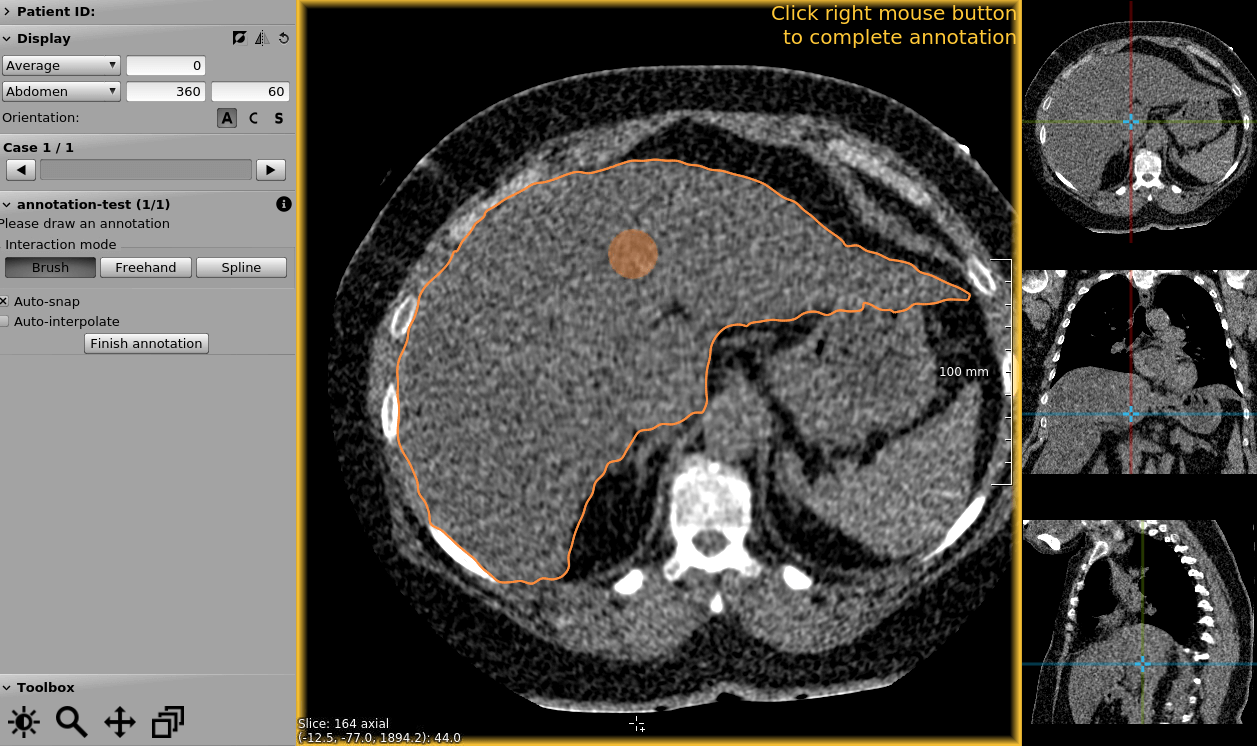 Patient ID:
Display
Average 0
Abdomen 360 60
Orientation: A C S
Case 1 / 1
annotation-test (1/1)
Please draw an annotation
Interaction mode
Brush Freehand Spline
Auto-snap
Auto-interpolate
Finish annotation
Toolbox
Click right mouse button
to complete annotation
100 mm
Slice: 164 axial
(-12.5, -77.0, 1894.2): 44.0